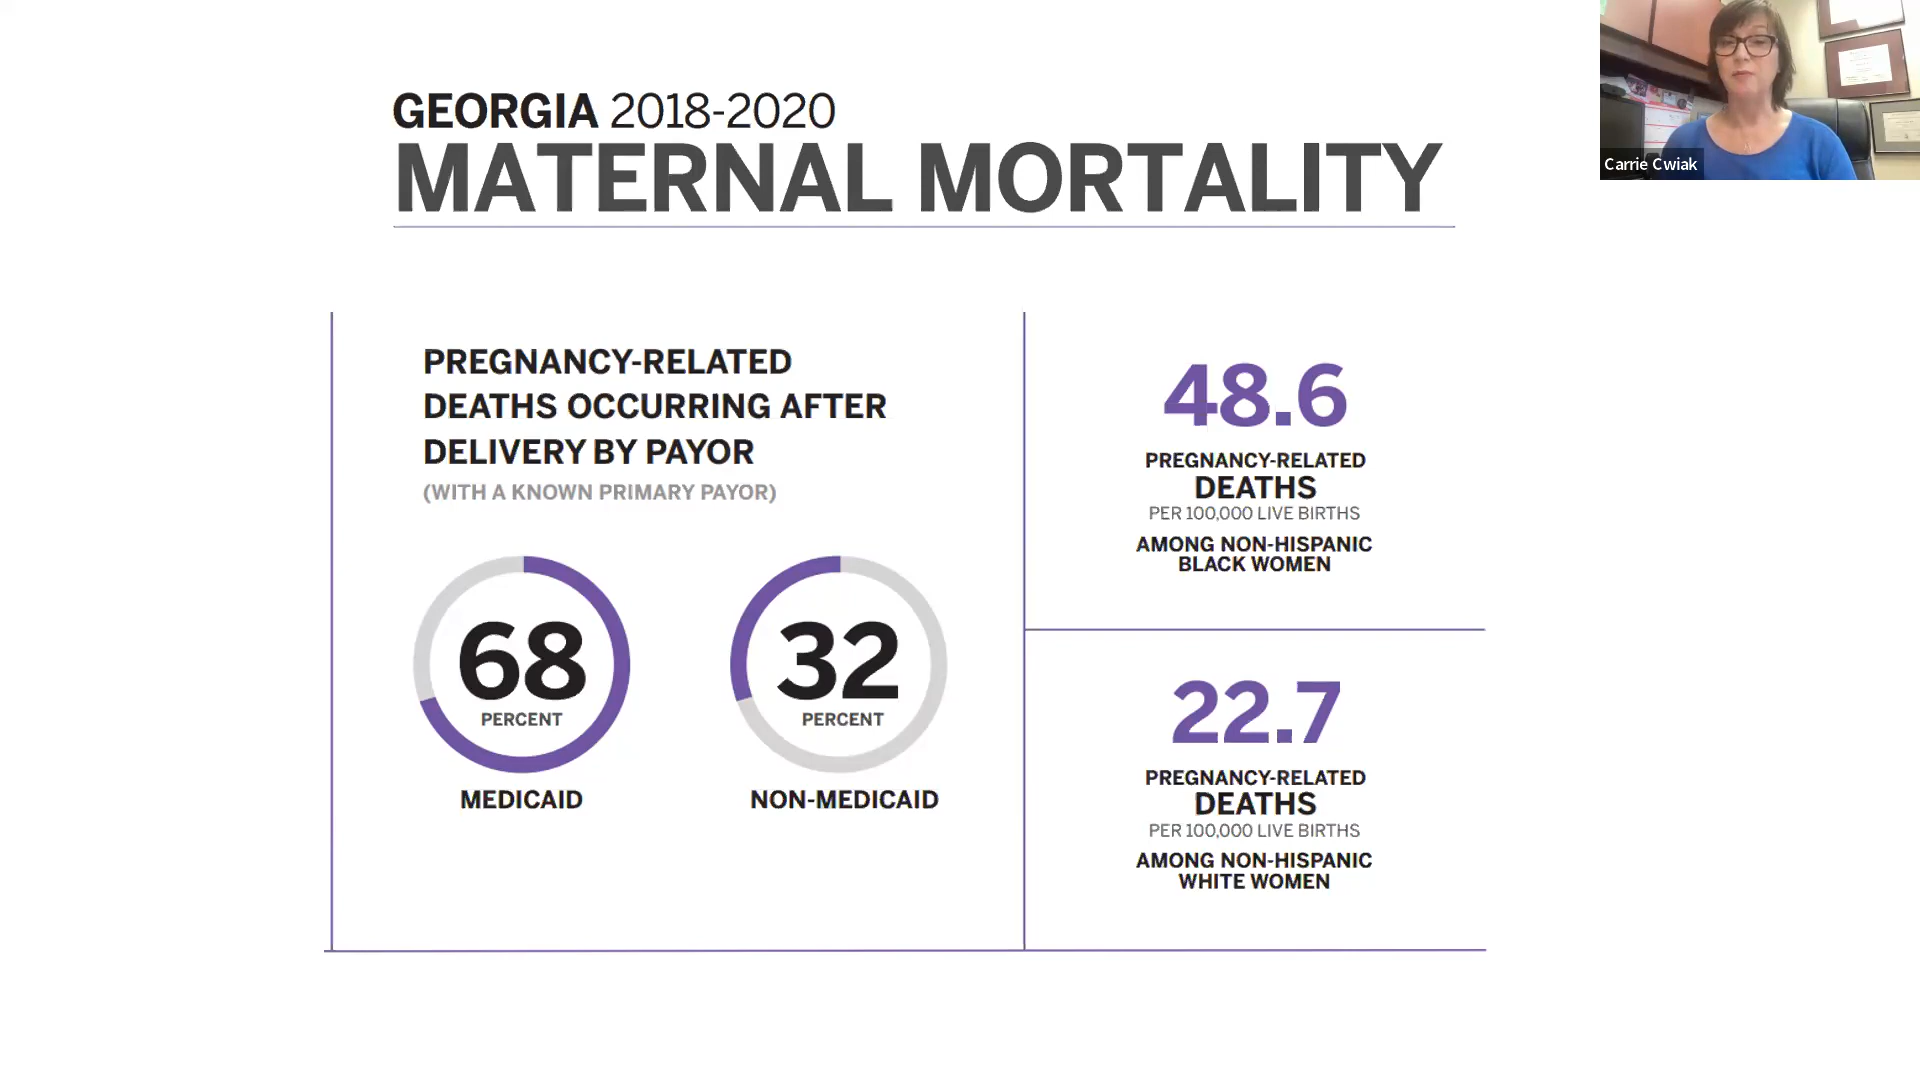 GEORGIA 2018-2020
MATERNAL MORTALITY
PREGNANCY-RELATED
DEATHS OCCURRING AFTER
DELIVERY BY PAYOR
(WITH A KNOWN PRIMARY PAYOR)
68
PERCENT
MEDICAID
32
PERCENT
NON-MEDICAID
48.6
PREGNANCY-RELATED
DEATHS
PER 100,000 LIVE BIRTHS
AMONG NON-HISPANIC
BLACK WOMEN
22.7
PREGNANCY-RELATED
DEATHS
PER 100,000 LIVE BIRTHS
AMONG NON-HISPANIC
WHITE WOMEN
Carrie Cwiak